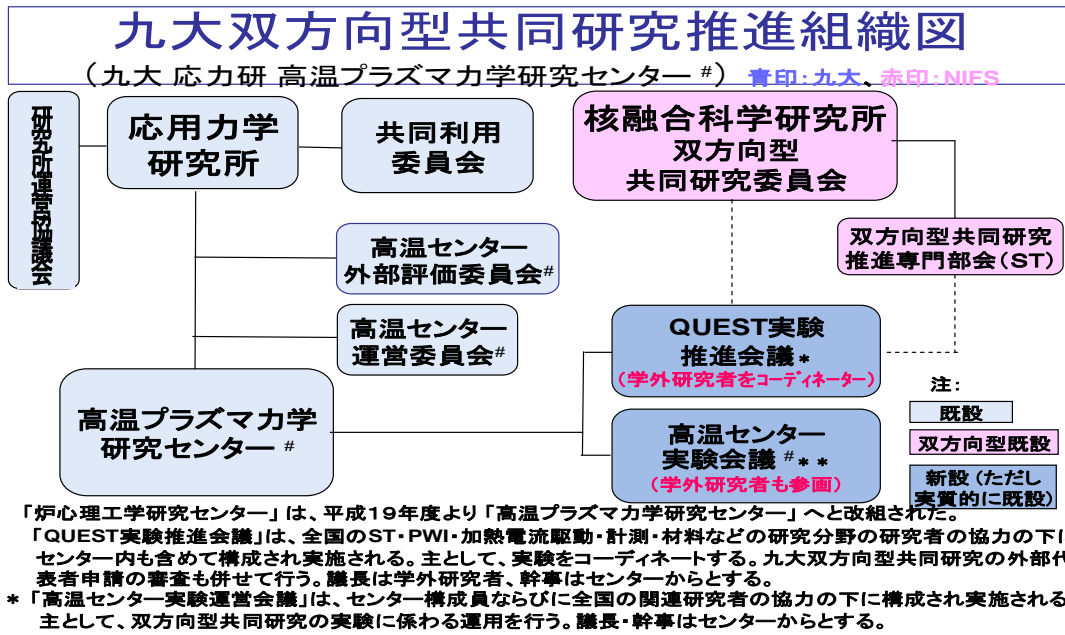 九大双方向型共同研究推進組織図
（九大 応力研 高温プラズマ力学研究センター #） 青印：九大、赤印：NIFS
研究所運営協議会
応用力学
研究所
共同利用
委員会
核融合科学研究所
双方向型
共同研究委員会
高温センター
外部評価委員会#
双方向型共同研究
推進専門部会(ST)
高温センター
運営委員会#
QUEST実験
推進会議*
(学外研究者をコーディネーター)
高温プラズマ力学
研究センター #
高温センター
実験会議 #**
(学外研究者も参画)
注：
既設
双方向型既設
新設 (ただし
実質的に既設)
「炉心理工学研究センター」は、平成19年度より「高温プラズマ力学研究センター」へと改組された。
「QUEST実験推進会議」は、全国のST・PWI・加熱電流駆動・計測・材料などの研究分野の研究者の協力の下に
センター内も含めて構成され実施される。主として、実験をコーディネートする。九大双方向型共同研究の外部代
表者申請の審査も併せて行う。議長は学外研究者、幹事はセンターからとする。
* 「高温センター実験運営会議」は、センター構成員ならびに全国の関連研究者の協力の下に構成され実施される
主として、双方向型共同研究の実験に係わる運用を行う。議長・幹事はセンターからとする。